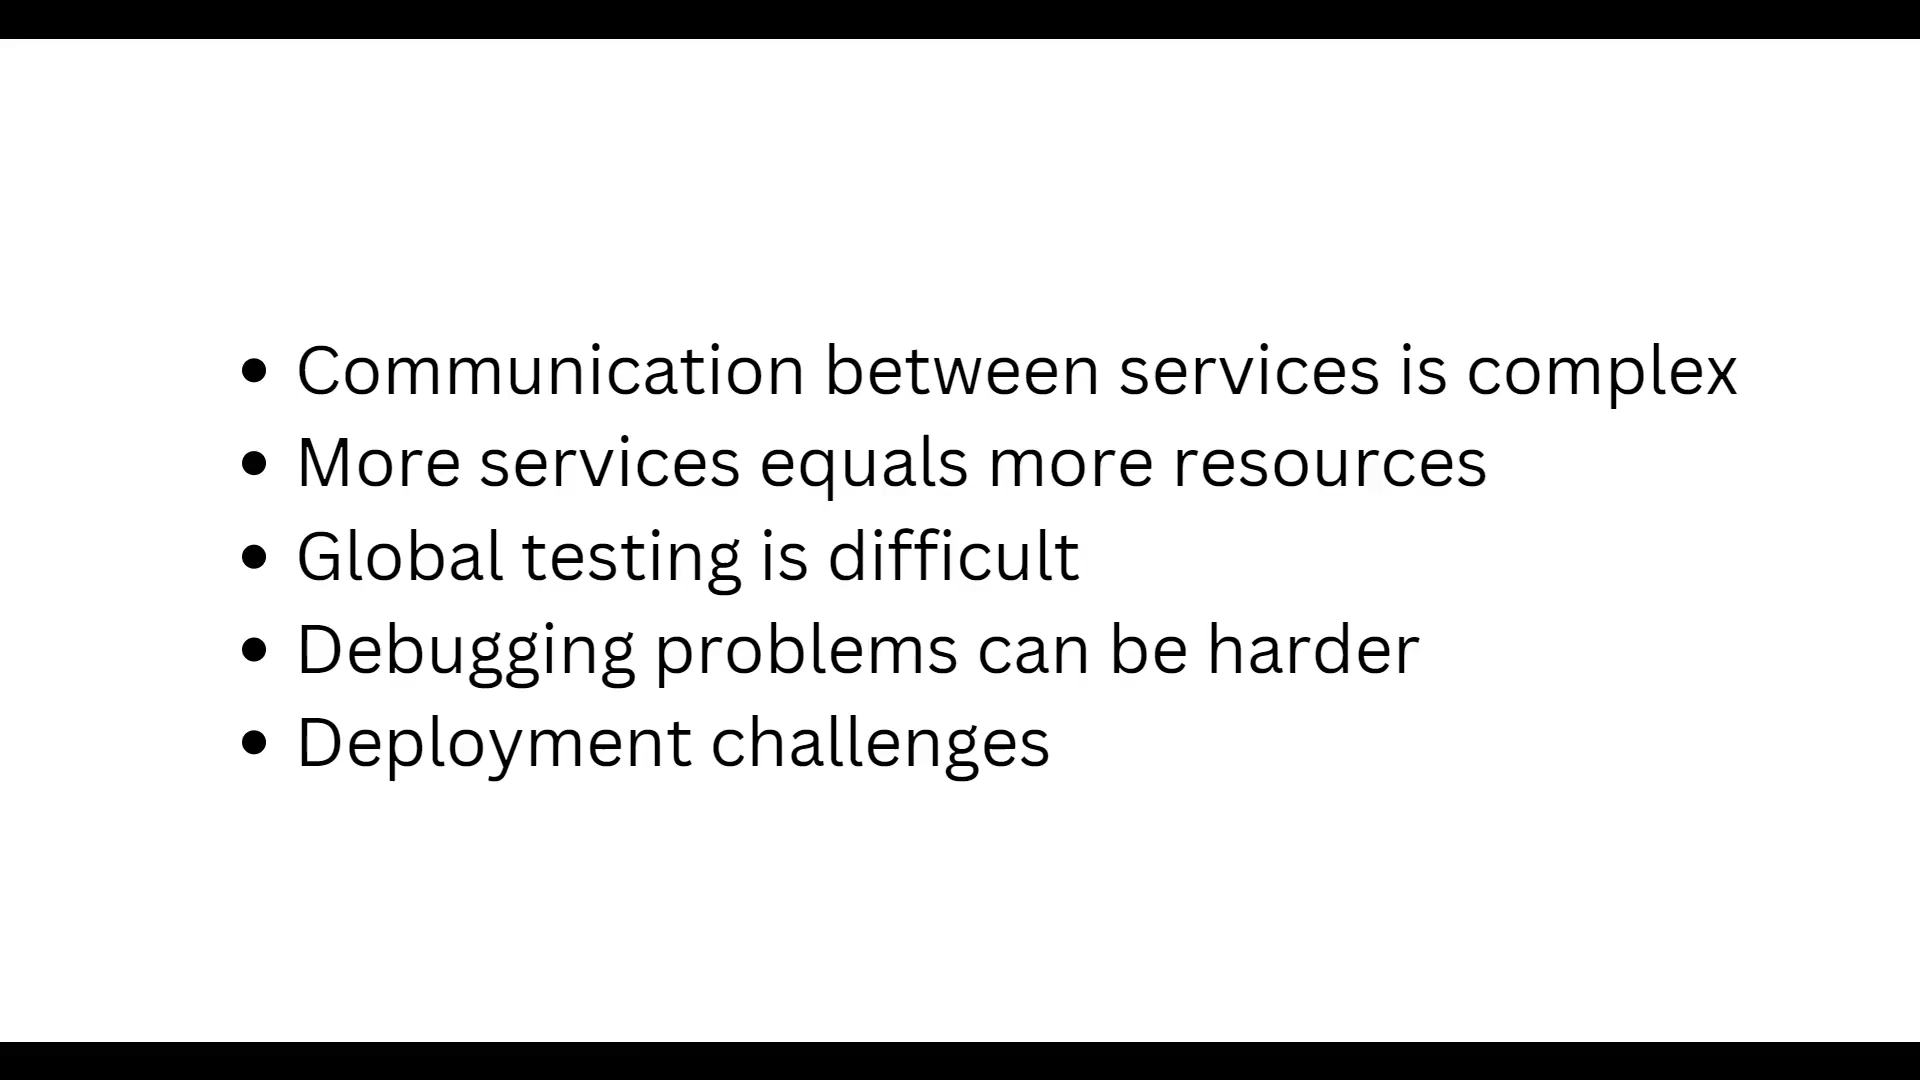 • Communication between services is complex
• More services equals more resources
• Global testing is difficult
• Debugging problems can be harder
• Deployment challenges